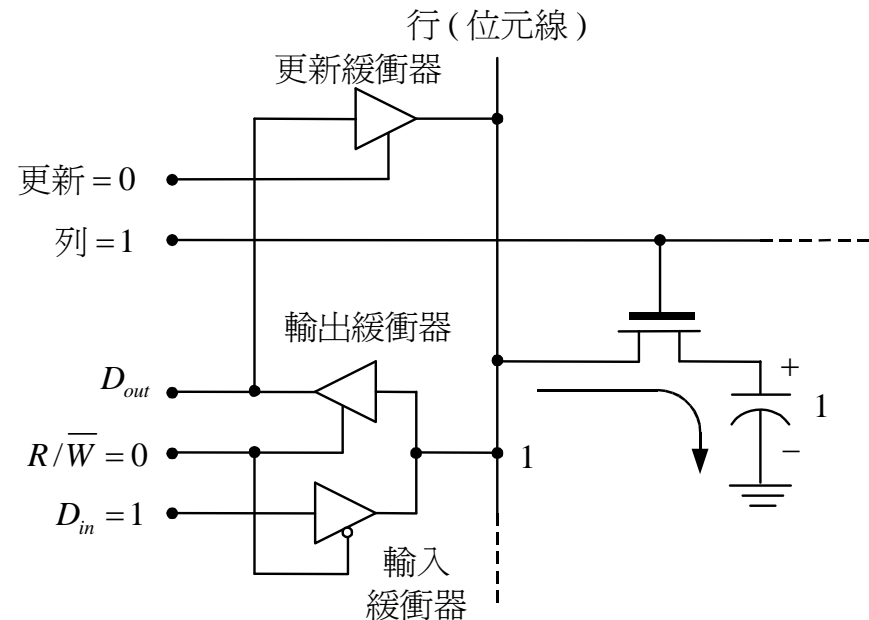 行(位元線)
更新緩衝器
更新=0
列=1
輸出緩衝器
D_out
+
1
R/W̅=0
1
−
D_in=1
輸入
緩衝器